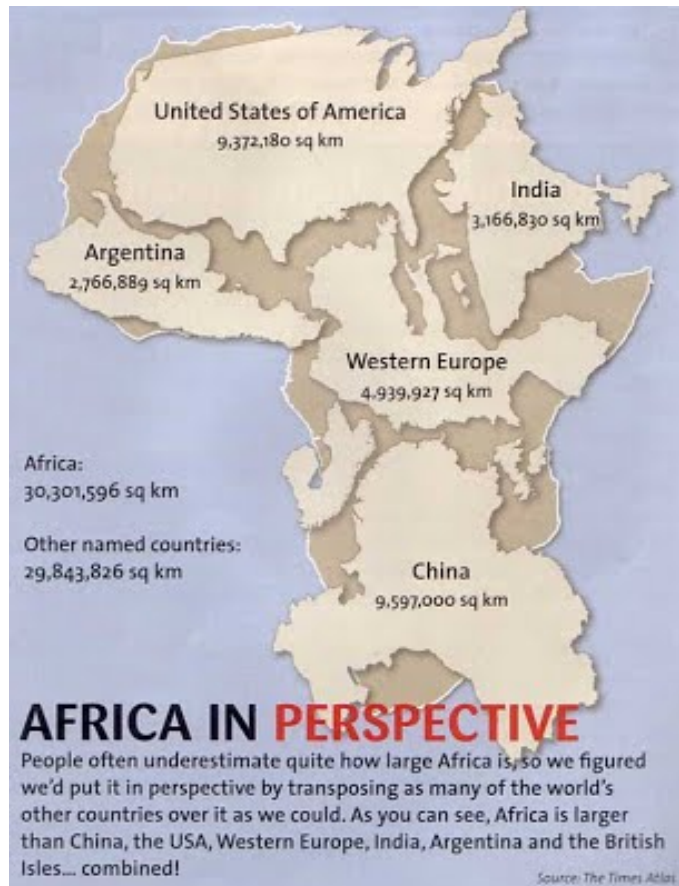 United States of America
9,372,180 sq km
India
3,166,830 sq km
Argentina
2,766,889 sq km
Western Europe
4,939,927 sq km
Africa:
30,301,596 sq km
Other named countries:
29,843,826 sq km
China
9,597,000 sq km
AFRICA IN PERSPECTIVE
People often underestimate quite how large Africa is, so we figured
we'd put it in perspective by transposing as many of the world's
other countries over it as we could. As you can see, Africa is larger
than China, the USA, Western Europe, India, Argentina and the British
Isles... combined!
Source: The Times Atlas